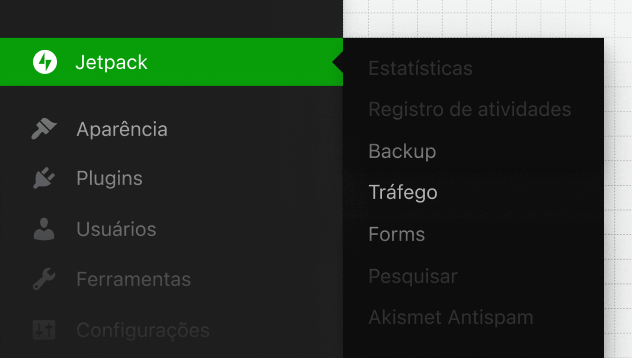 Jetpack
Aparência
Plugins
Usuários
Ferramentas
Configurações
Estatísticas
Registro de atividades
Backup
Tráfego
Forms
Pesquisar
Akismet Antispam